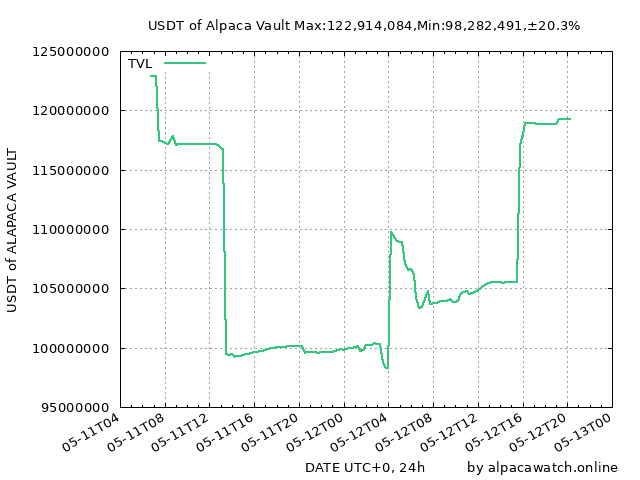 USDT of Alpaca Vault Max:122,914,084,Min:98,282,491,±20.3%
TVL
125000000
120000000
115000000
110000000
105000000
100000000
95000000
USDT of ALAPACA VAULT
05-11T04
05-11T08
05-11T12
05-11T16
05-11T20
05-12T00
05-12T04
05-12T08
05-12T12
05-12T16
05-12T20
05-13T00
DATE UTC+0, 24h
by alpacawatch.online